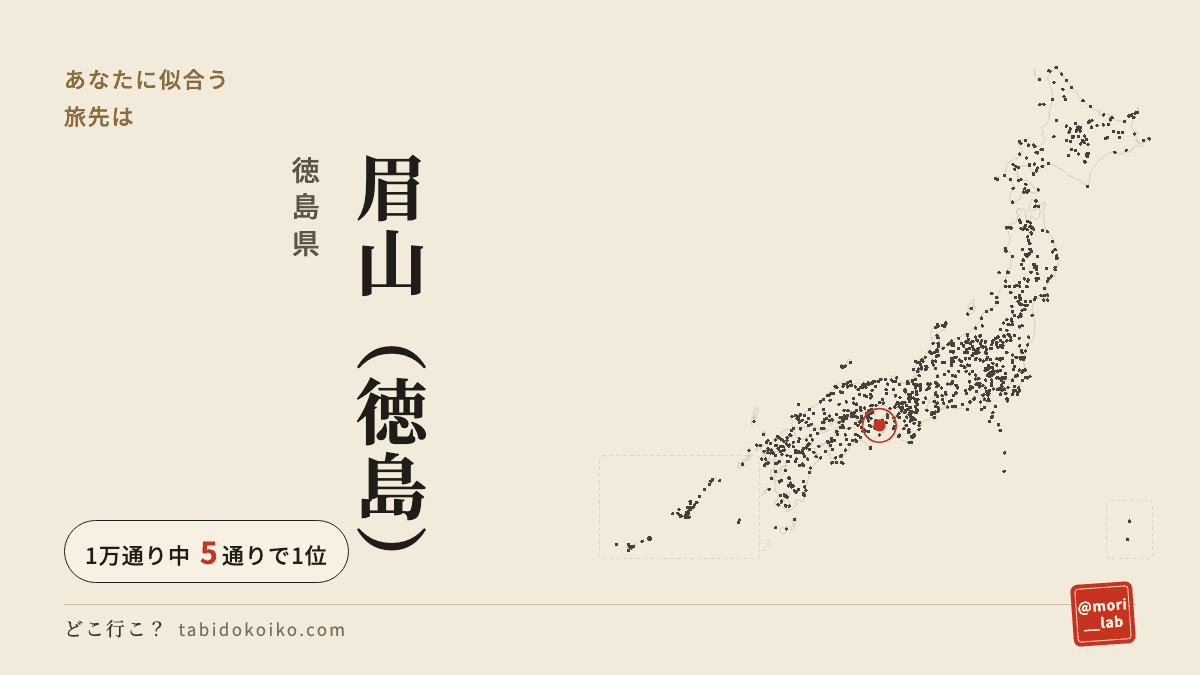 あなたに似合う
旅先は
眉山（徳島）
徳島県
1万通り中 5通りで1位
どこ行こ？ tabidokoiko.com
@mori
__lab